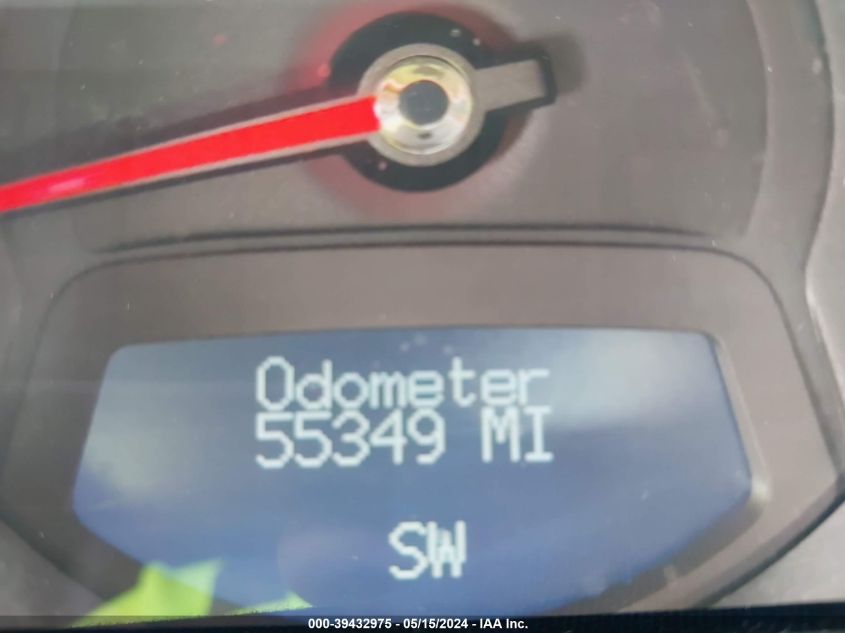 Odometer
55349 MI
SW
000-39432975 - 05/15/2024 - IAA Inc.